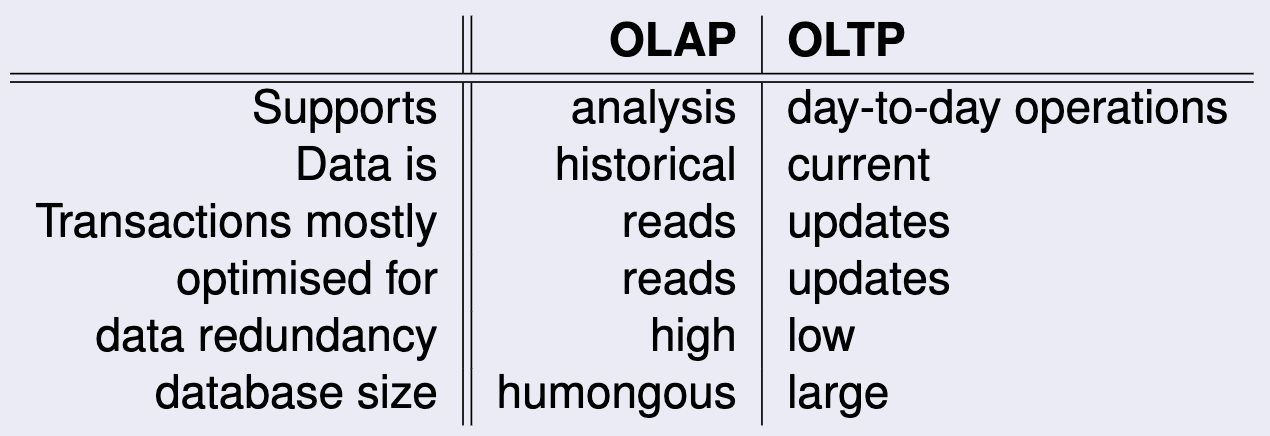 OLAP OLTP
Supports analysis day-to-day operations
Data is historical current
Transactions mostly reads updates
optimised for reads updates
data redundancy high low
database size humongous large